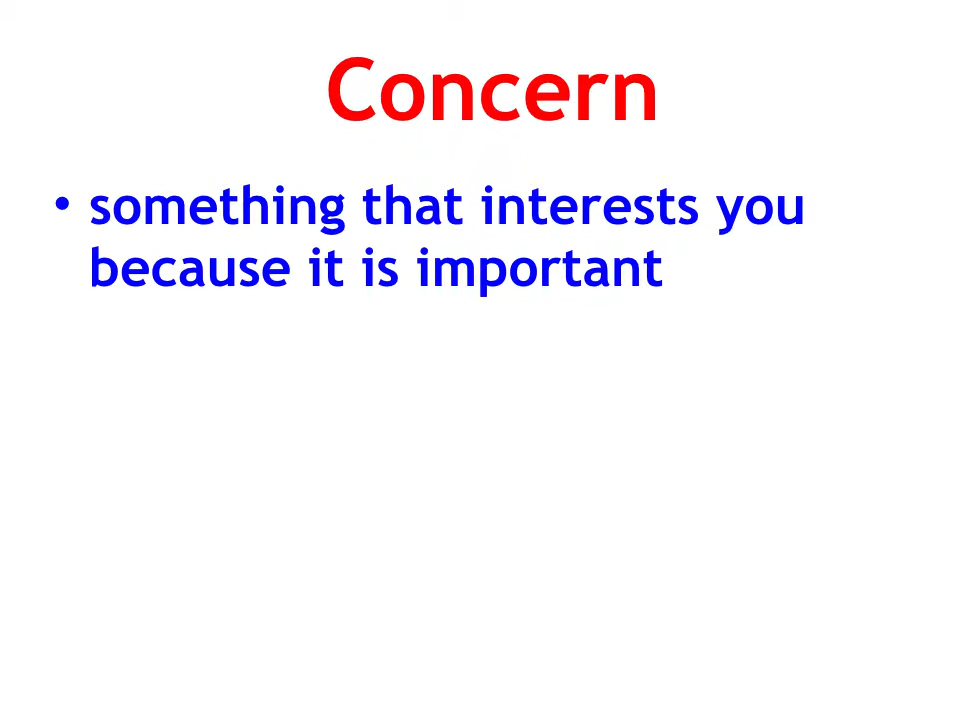 Concern
• something that interests you
because it is important